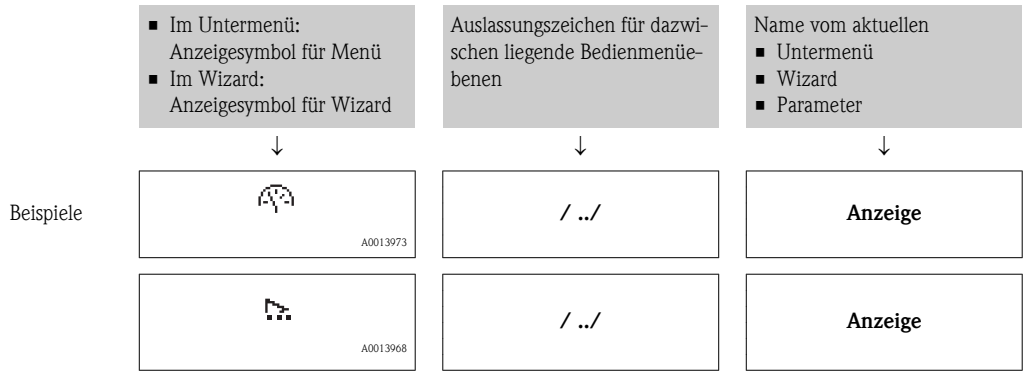 ▪ Im Untermenü:
Anzeigesymbol für Menü
▪ Im Wizard:
Anzeigesymbol für Wizard
Auslassungszeichen für dazwi-
schen liegende Bedienmenüe-
benen
Name vom aktuellen
▪ Untermenü
▪ Wizard
▪ Parameter
↓ ↓ ↓
Beispiele
A0013973
/ ../
Anzeige
A0013968
/ ../
Anzeige